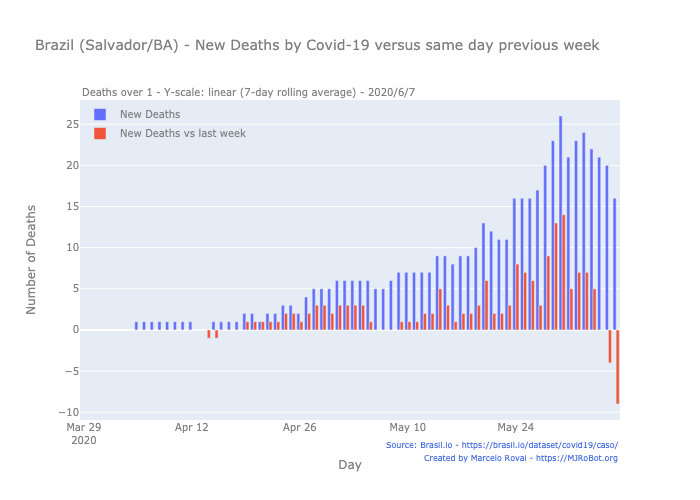 Brazil (Salvador/BA) - New Deaths by Covid-19 versus same day previous week
Deaths over 1 - Y-scale: linear (7-day rolling average) - 2020/6/7
New Deaths
New Deaths vs last week
25
20
15
10
5
0
−5
−10
Number of Deaths
Mar 29 Apr 12 Apr 26 May 10 May 24
2020
Day
Source: Brasil.io - https://brasil.io/dataset/covid19/caso/
Created by Marcelo Rovai - https://MJRoBot.org